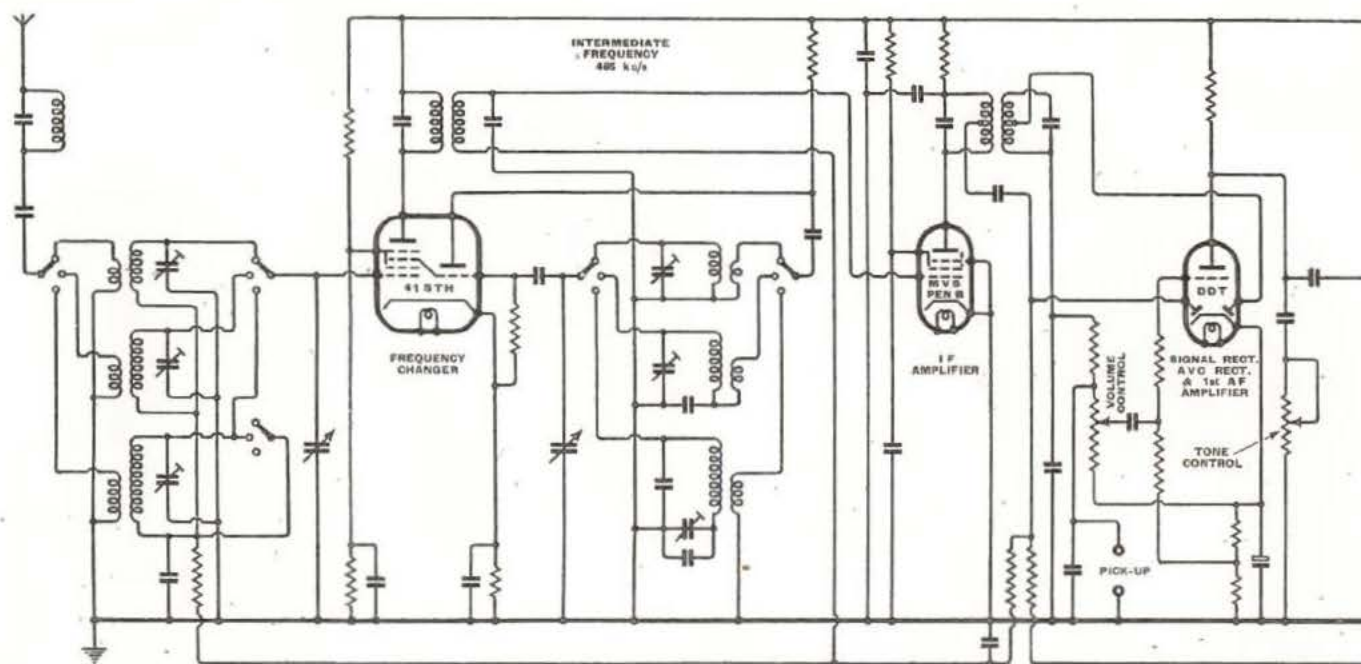 INTERMEDIATE
FREQUENCY
465 kc/s
41 STH
FREQUENCY
CHANGER
MVS
PEN B
I F
AMPLIFIER
DDT
SIGNAL RECT.
AVC RECT.
& 1st AF
AMPLIFIER
VOLUME
CONTROL
TONE
CONTROL
PICK-UP